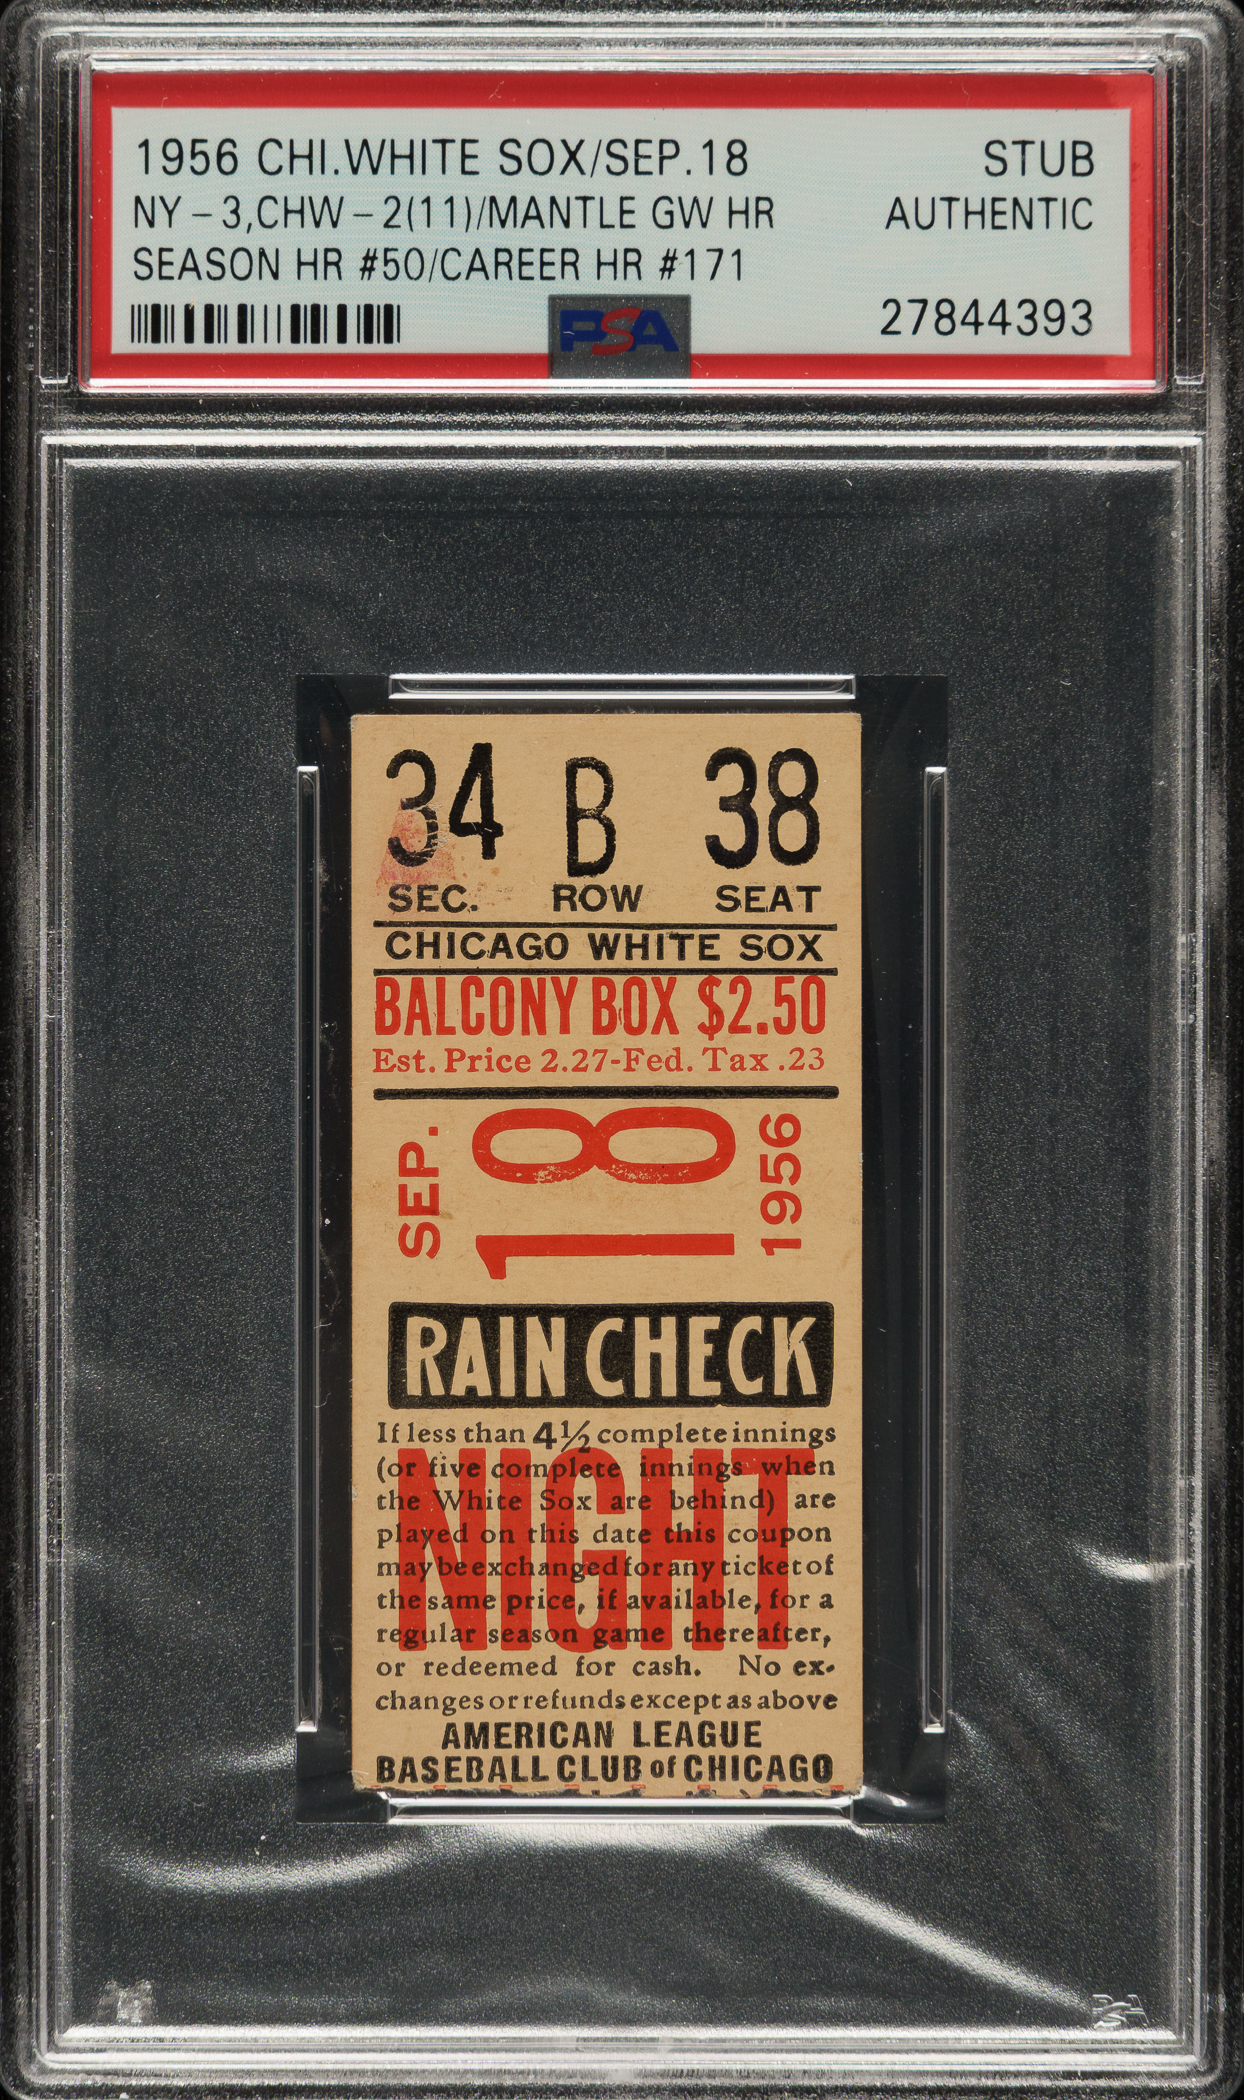 1956 CHI.WHITE SOX/SEP.18 STUB
NY-3,CHW-2(11)/MANTLE GW HR AUTHENTIC
SEASON HR #50/CAREER HR #171
PSA 27844393
34 B 38
SEC. ROW SEAT
CHICAGO WHITE SOX
BALCONY BOX $2.50
Est. Price 2.27-Fed. Tax .23
SEP. 18 1956
RAIN CHECK
If less than 4½ complete innings
(or five complete innings when
the White Sox are behind) are
played on this date this coupon
may be exchanged for any ticket of
the same price, if available, for a
regular season game thereafter,
or redeemed for cash. No ex-
changes or refunds except as above
NIGHT
AMERICAN LEAGUE
BASEBALL CLUB of CHICAGO
PSA